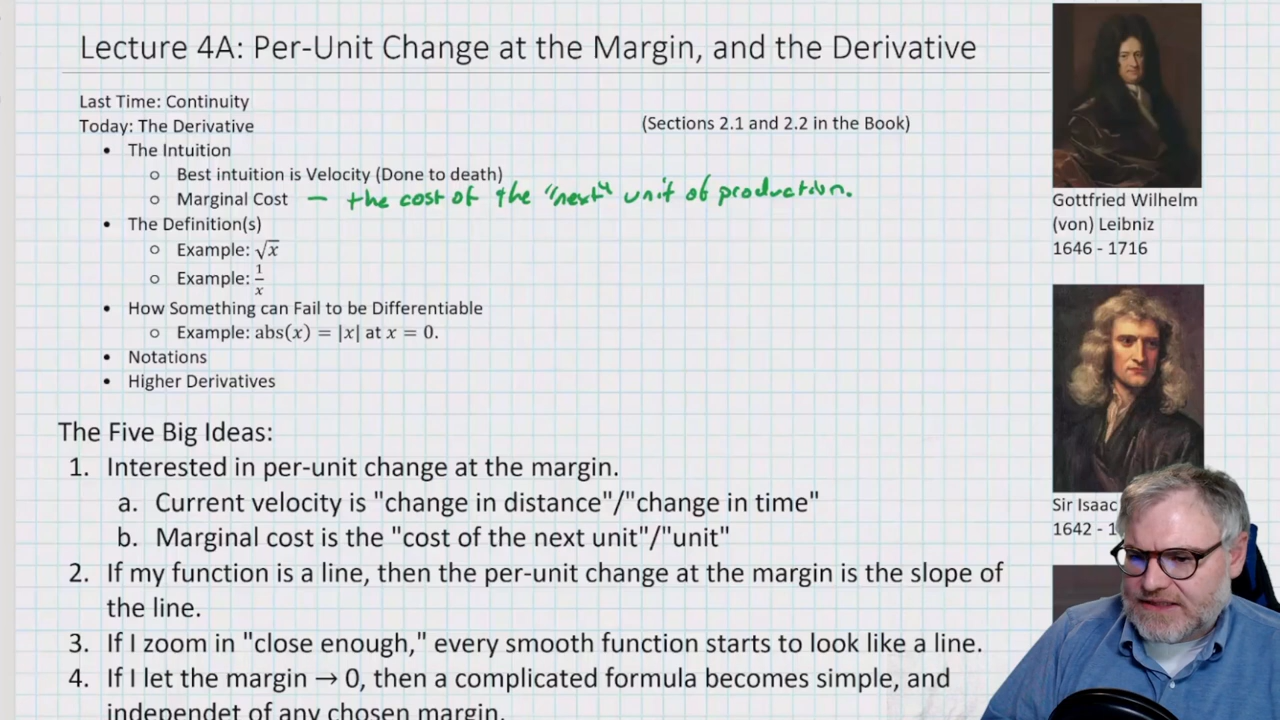 Lecture 4A: Per-Unit Change at the Margin, and the Derivative
Last Time: Continuity
Today: The Derivative
(Sections 2.1 and 2.2 in the Book)
• The Intuition
o Best intuition is Velocity (Done to death)
o Marginal Cost — the cost of the "next" unit of production.
• The Definition(s)
o Example: √x
o Example: 1/x
• How Something can Fail to be Differentiable
o Example: abs(x) = |x| at x = 0.
• Notations
• Higher Derivatives
The Five Big Ideas:
1. Interested in per-unit change at the margin.
a. Current velocity is "change in distance"/"change in time"
b. Marginal cost is the "cost of the next unit"/"unit"
2. If my function is a line, then the per-unit change at the margin is the slope of
the line.
3. If I zoom in "close enough," every smooth function starts to look like a line.
4. If I let the margin → 0, then a complicated formula becomes simple, and
independet of any chosen margin.
Gottfried Wilhelm
(von) Leibniz
1646 - 1716
Sir Isaac
1642 - 1